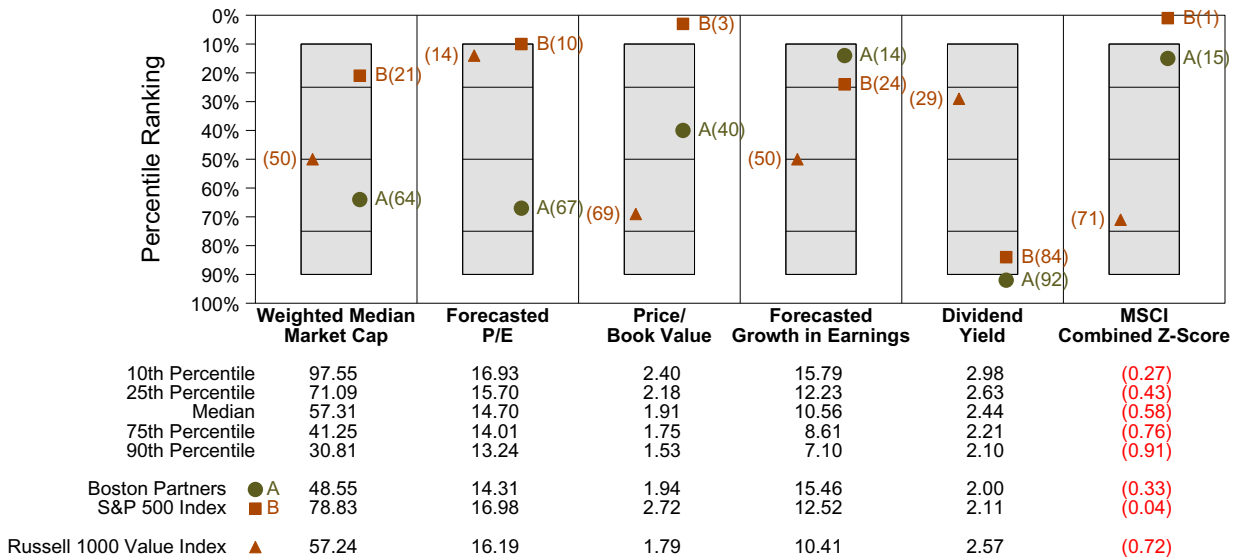 Percentile Ranking
0%
10%
20%
30%
40%
50%
60%
70%
80%
90%
100%
B(21)
(50)
A(64)
(14)
B(10)
A(67)
B(3)
A(40)
(69)
A(14)
B(24)
(50)
(29)
B(84)
A(92)
B(1)
A(15)
(71)
Weighted Median
Market Cap
Forecasted
P/E
Price/
Book Value
Forecasted
Growth in Earnings
Dividend
Yield
MSCI
Combined Z-Score
10th Percentile 97.55 16.93 2.40 15.79 2.98 (0.27)
25th Percentile 71.09 15.70 2.18 12.23 2.63 (0.43)
Median 57.31 14.70 1.91 10.56 2.44 (0.58)
75th Percentile 41.25 14.01 1.75 8.61 2.21 (0.76)
90th Percentile 30.81 13.24 1.53 7.10 2.10 (0.91)
Boston Partners A 48.55 14.31 1.94 15.46 2.00 (0.33)
S&P 500 Index B 78.83 16.98 2.72 12.52 2.11 (0.04)
Russell 1000 Value Index 57.24 16.19 1.79 10.41 2.57 (0.72)